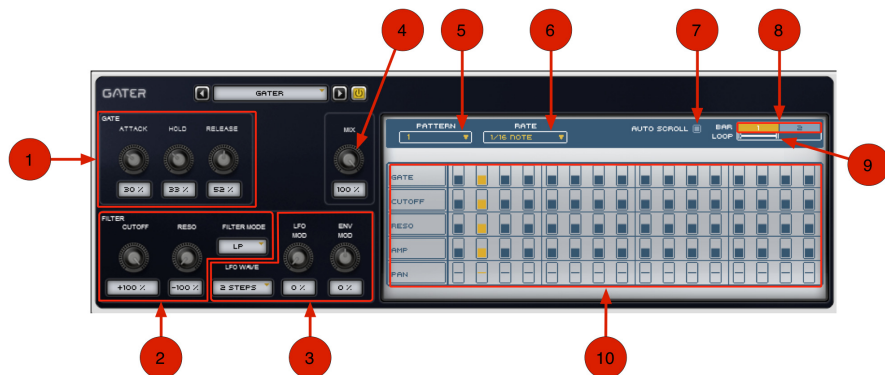 4
5
6
7
8
GATER
GATER
GATE
ATTACK HOLD RELEASE
30 % 33 % 52 %
MIX
100 %
PATTERN RATE
1 1/16 NOTE
AUTO SCROLL
BAR 1 2
LOOP
1
9
GATE
CUTOFF
RESO
AMP
PAN
FILTER
CUTOFF RESO FILTER MODE
LP
LFO WAVE
+100 % -100 % 2 STEPS
LFO MOD
ENV MOD
0 % 0 %
2
3
10